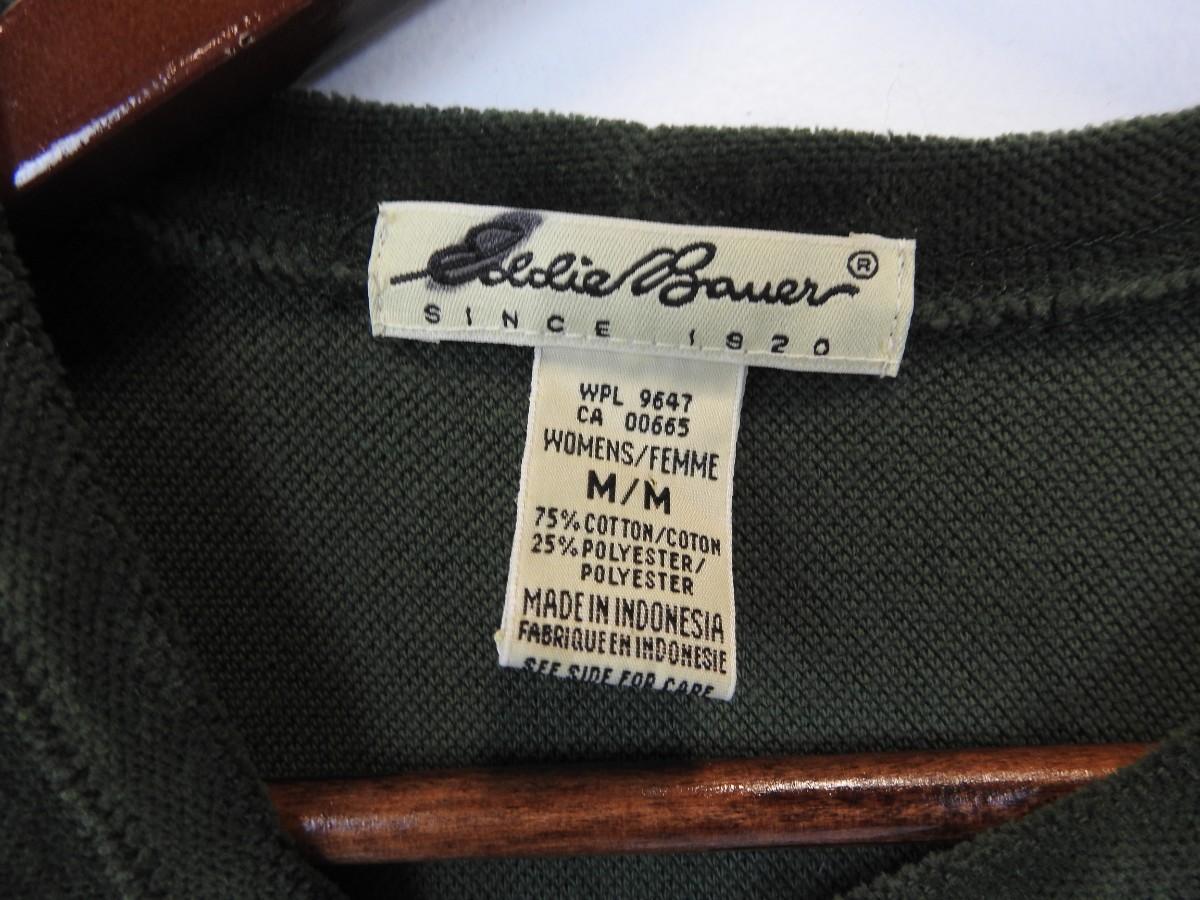 Eddie Bauer ®
SINCE 1920
WPL 9647
CA 00665
WOMENS/FEMME
M/M
75% COTTON/COTON
25% POLYESTER/
POLYESTER
MADE IN INDONESIA
FABRIQUE EN INDONESIE
SEE SIDE FOR CARE